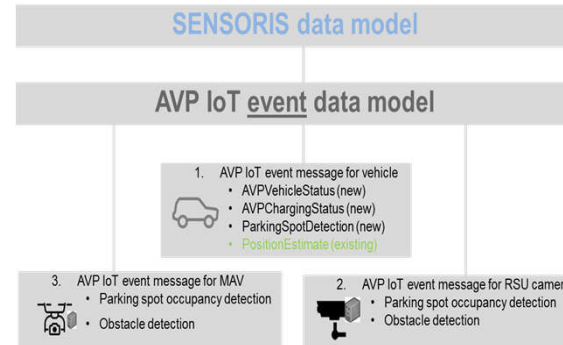 SENSORIS data model
AVP IoT event data model
1. AVP IoT event message for vehicle
• AVPVehicleStatus (new)
• AVPChargingStatus (new)
• ParkingSpotDetection (new)
• PositionEstimate (existing)
3. AVP IoT event message for MAV
• Parking spot occupancy detection
• Obstacle detection
2. AVP IoT event message for RSU camer
• Parking spot occupancy detection
• Obstacle detection